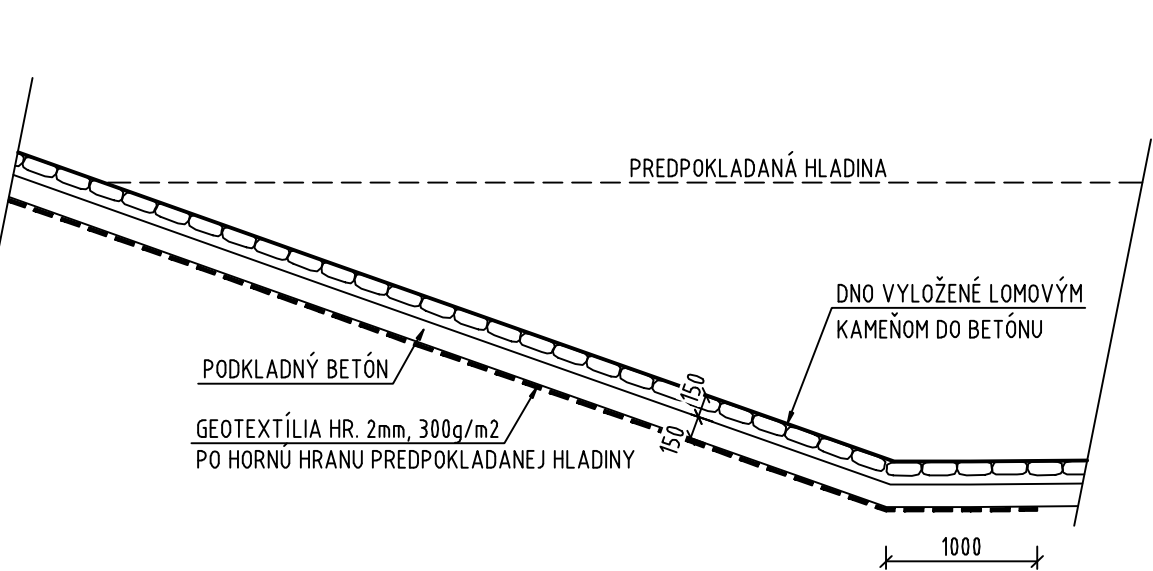 PREDPOKLADANÁ HLADINA
DNO VYLOŽENÉ LOMOVÝM
KAMEŇOM DO BETÓNU
PODKLADNÝ BETÓN
150
150
GEOTEXTÍLIA HR. 2mm, 300g/m2
PO HORNÚ HRANU PREDPOKLADANEJ HLADINY
1000